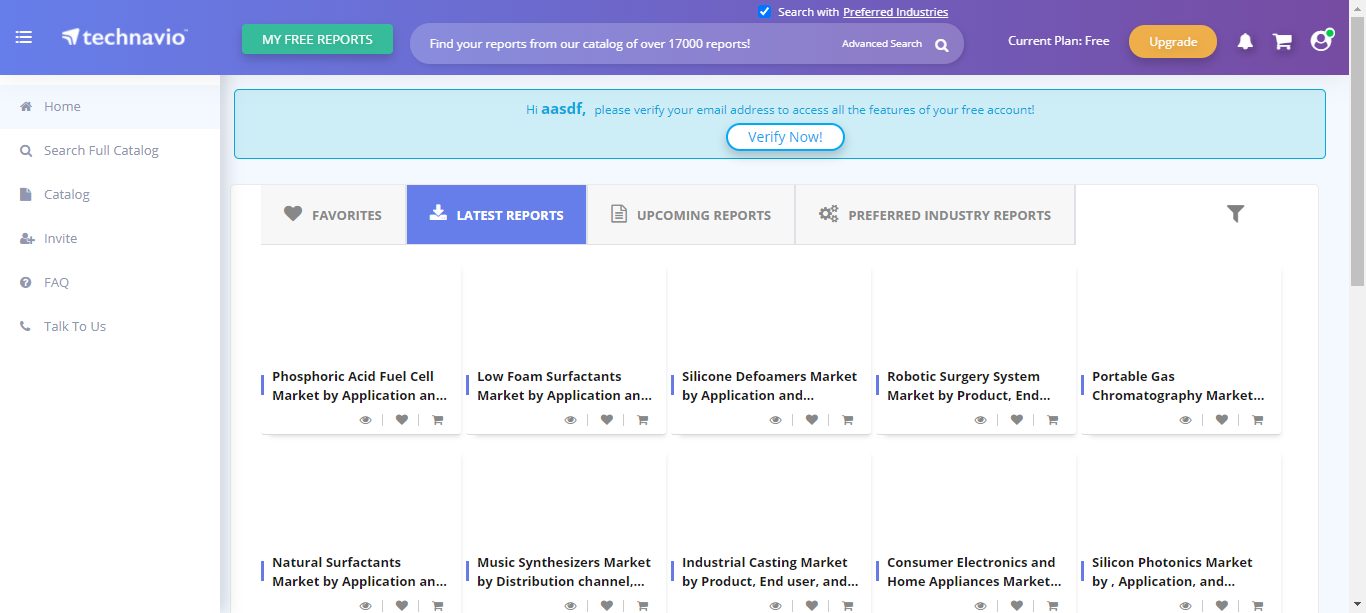 Search with Preferred Industries
technavio
MY FREE REPORTS
Find your reports from our catalog of over 17000 reports!
Advanced Search
Current Plan: Free
Upgrade
Home
Search Full Catalog
Catalog
Invite
FAQ
Talk To Us
Hi aasdf, please verify your email address to access all the features of your free account!
Verify Now!
FAVORITES
LATEST REPORTS
UPCOMING REPORTS
PREFERRED INDUSTRY REPORTS
Phosphoric Acid Fuel Cell
Market by Application an...
Low Foam Surfactants
Market by Application an...
Silicone Defoamers Market
by Application and...
Robotic Surgery System
Market by Product, End...
Portable Gas
Chromatography Market...
Natural Surfactants
Market by Application an...
Music Synthesizers Market
by Distribution channel,...
Industrial Casting Market
by Product, End user, and...
Consumer Electronics and
Home Appliances Market...
Silicon Photonics Market
by , Application, and...